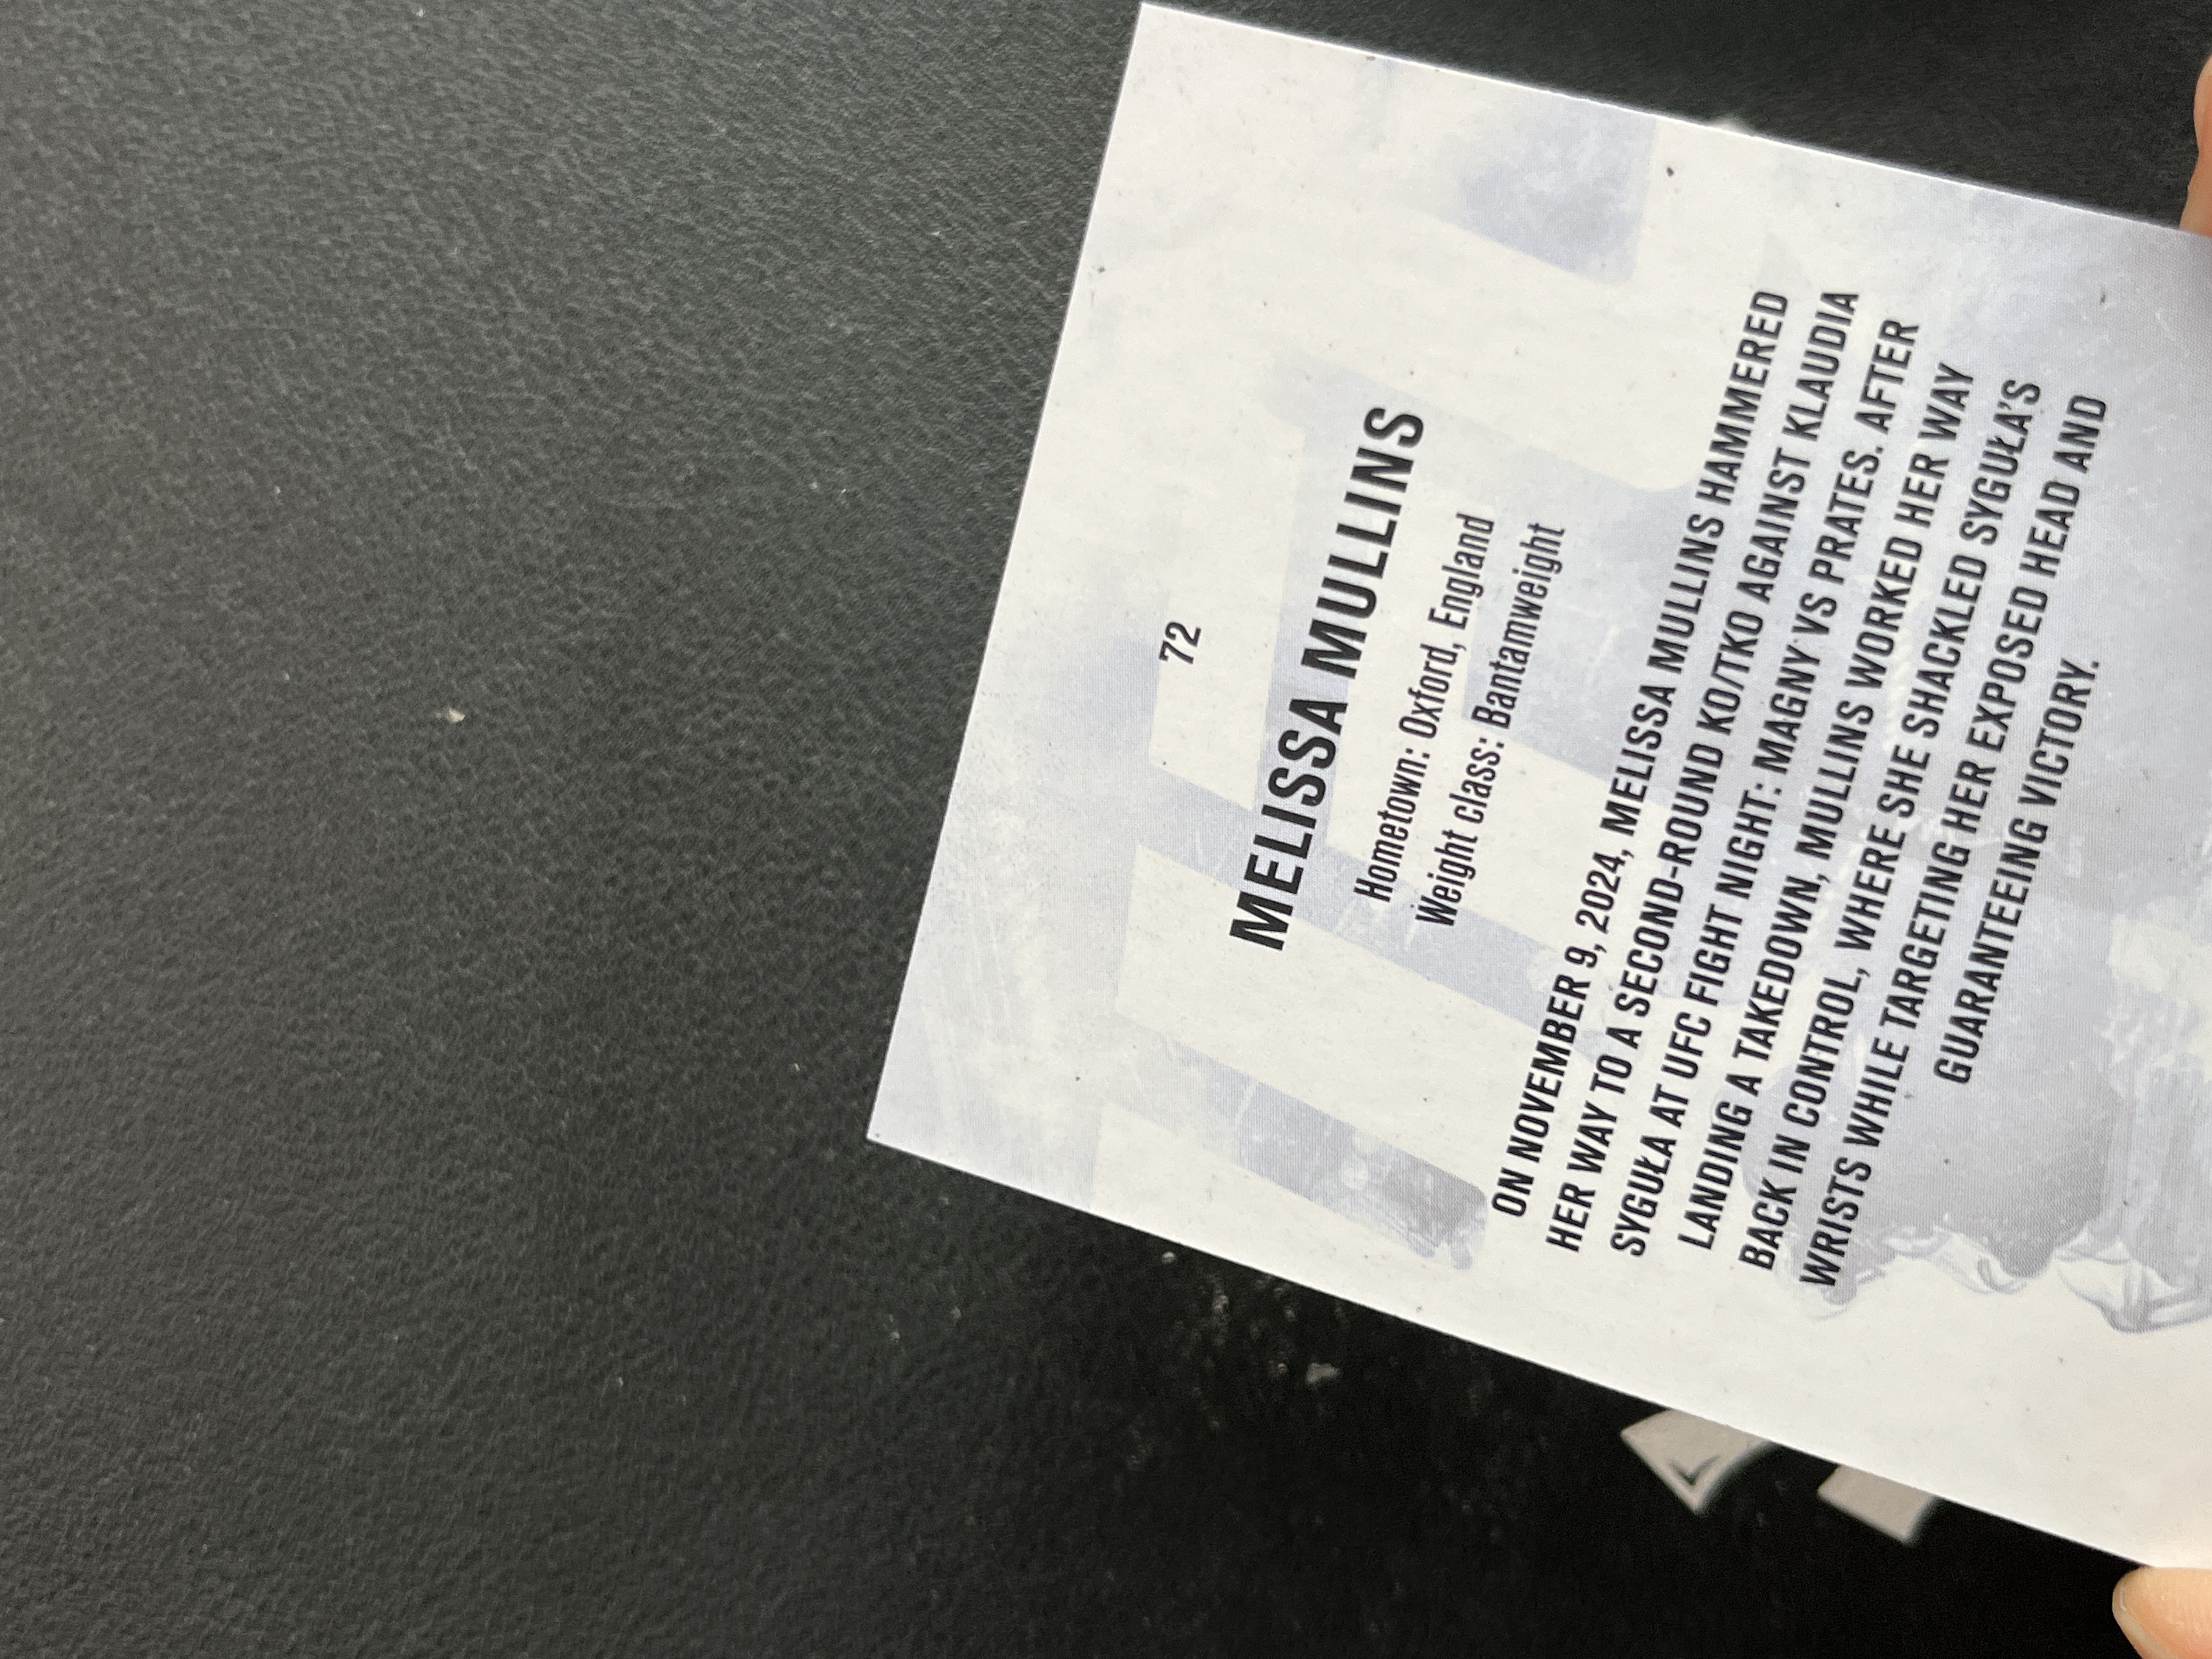 72
MELISSA MULLINS
Hometown: Oxford, England
Weight class: Bantamweight
ON NOVEMBER 9, 2024, MELISSA MULLINS HAMMERED
HER WAY TO A SECOND-ROUND KO/TKO AGAINST KLAUDIA
SYGUŁA AT UFC FIGHT NIGHT: MAGNY VS PRATES. AFTER
LANDING A TAKEDOWN, MULLINS WORKED HER WAY
BACK IN CONTROL, WHERE SHE SHACKLED SYGUŁA'S
WRISTS WHILE TARGETING HER EXPOSED HEAD AND
GUARANTEEING VICTORY.